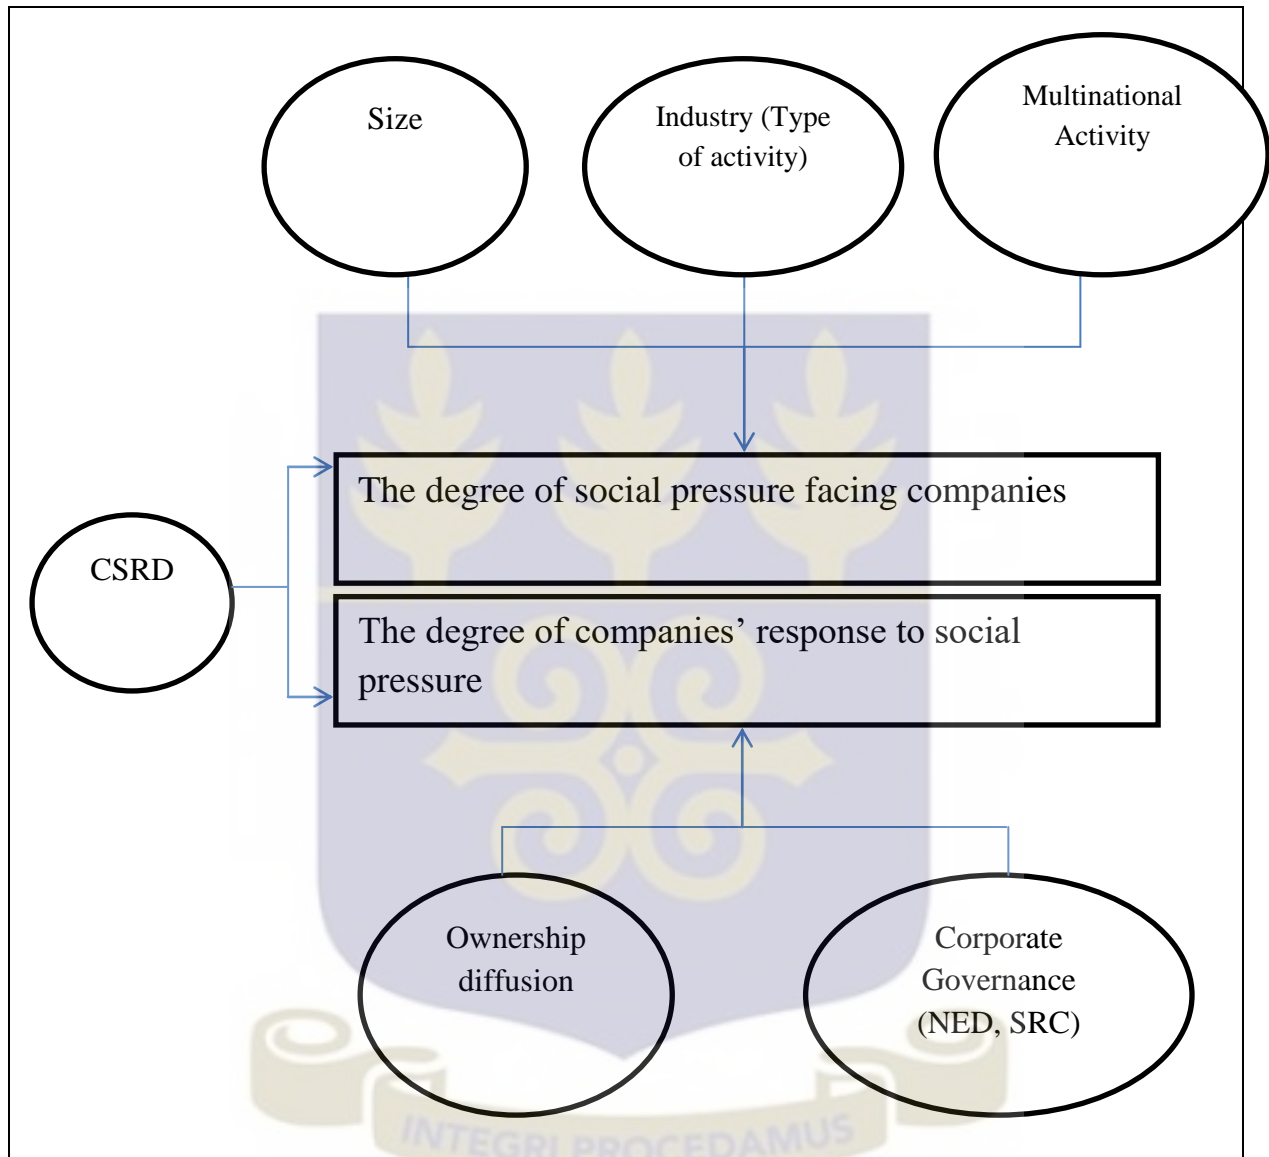 Size
Industry (Type
of activity)
Multinational
Activity
The degree of social pressure facing companies
CSRD
The degree of companies’ response to social
pressure
Ownership
diffusion
Corporate
Governance
(NED, SRC)
INTEGRI PROCEDAMUS